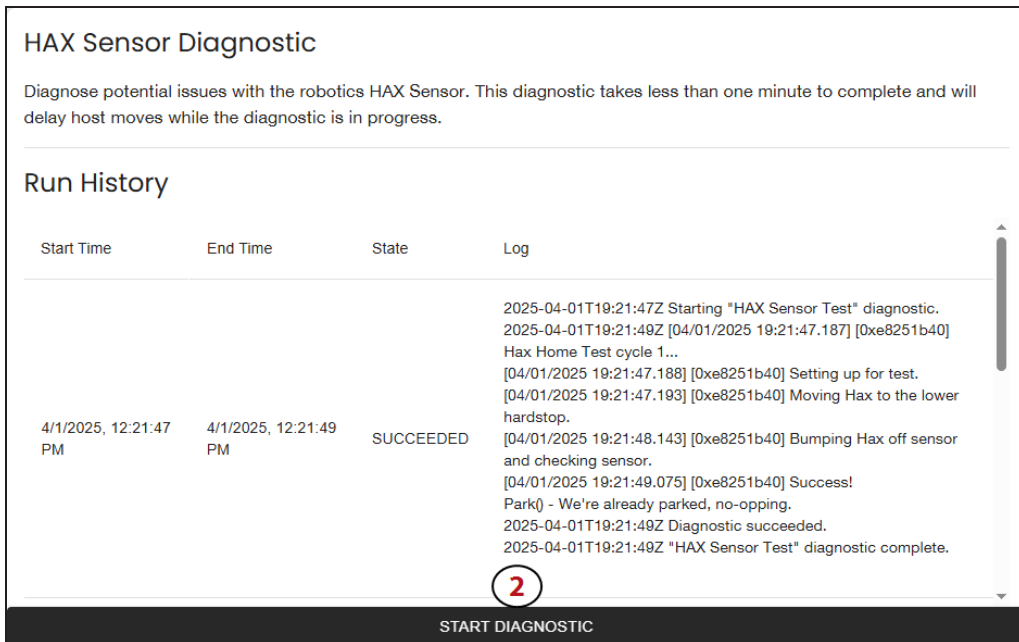 HAX Sensor Diagnostic
Diagnose potential issues with the robotics HAX Sensor. This diagnostic takes less than one minute to complete and will
delay host moves while the diagnostic is in progress.
Run History
Start Time End Time State Log
4/1/2025, 12:21:47
PM
4/1/2025, 12:21:49
PM
SUCCEEDED
2025-04-01T19:21:47Z Starting "HAX Sensor Test" diagnostic.
2025-04-01T19:21:49Z [04/01/2025 19:21:47.187] [0xe8251b40]
Hax Home Test cycle 1...
[04/01/2025 19:21:47.188] [0xe8251b40] Setting up for test.
[04/01/2025 19:21:47.193] [0xe8251b40] Moving Hax to the lower
hardstop.
[04/01/2025 19:21:48.143] [0xe8251b40] Bumping Hax off sensor
and checking sensor.
[04/01/2025 19:21:49.075] [0xe8251b40] Success!
Park() - We're already parked, no-opping.
2025-04-01T19:21:49Z Diagnostic succeeded.
2025-04-01T19:21:49Z "HAX Sensor Test" diagnostic complete.
2
START DIAGNOSTIC